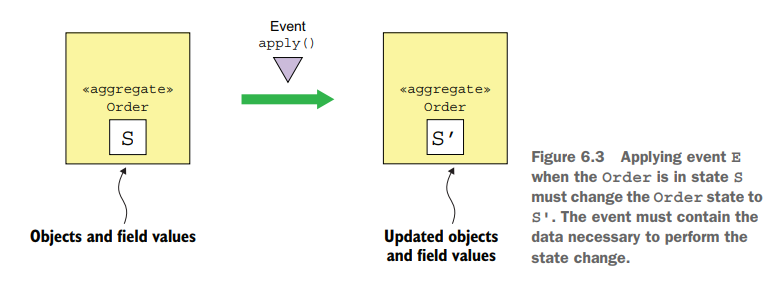 Event
apply()
«aggregate»
Order
S
«aggregate»
Order
S′
Objects and field values
Updated objects
and field values
Figure 6.3 Applying event E
when the Order is in state S
must change the Order state to
S'. The event must contain the
data necessary to perform the
state change.